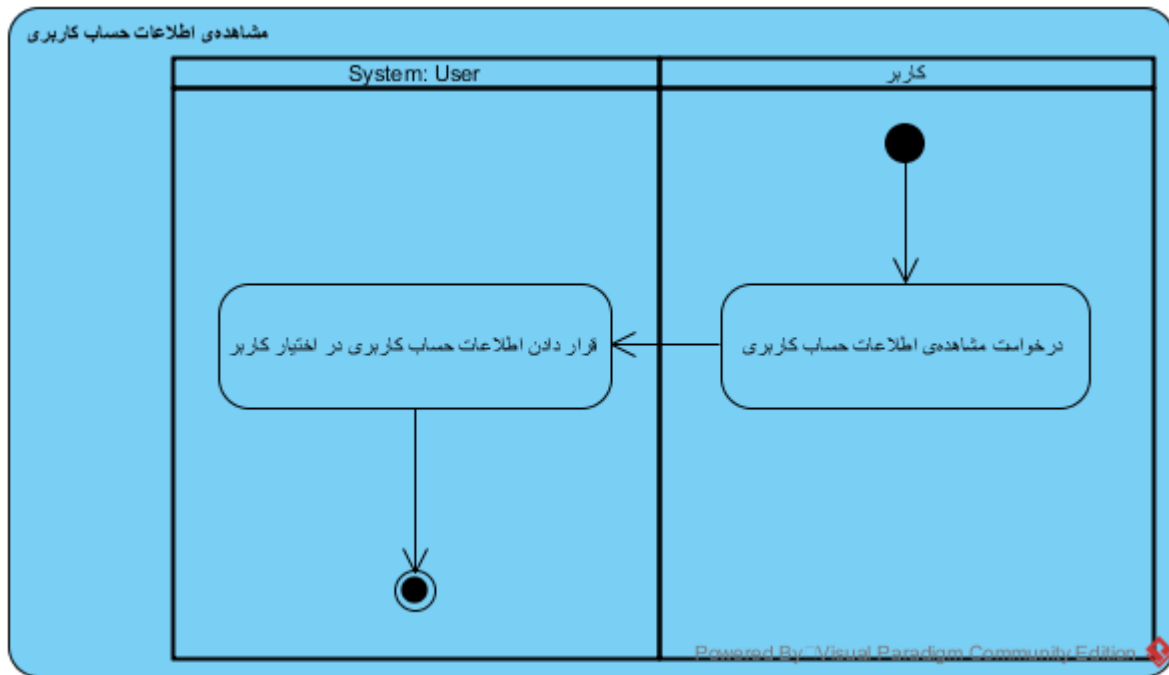 مشاهده‌ی اطلاعات حساب کاربری
System: User
کاربر
درخواست مشاهده‌ی اطلاعات حساب کاربری
قرار دادن اطلاعات حساب کاربری در اختیار کاربر
Powered By Visual Paradigm Community Edition